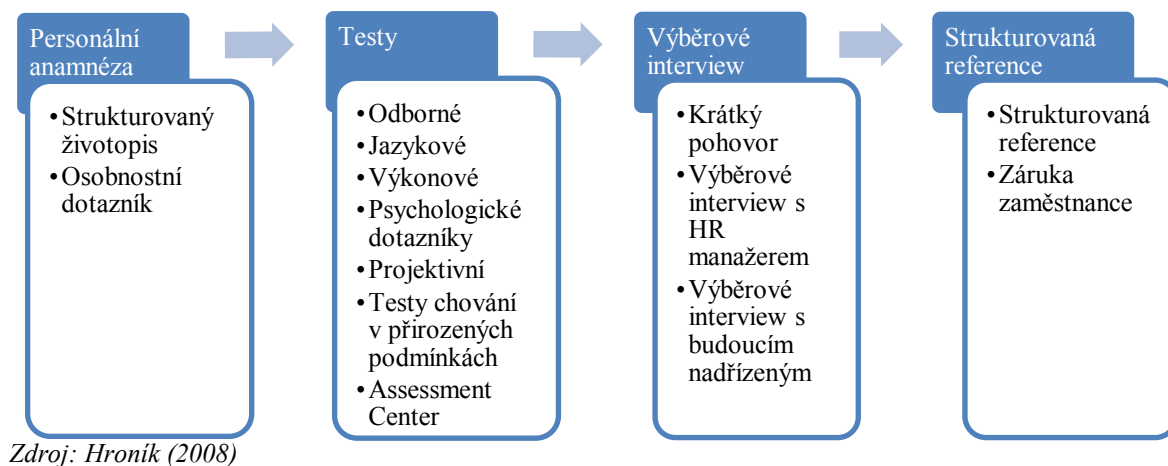 Personální
anamnéza
•Strukturovaný
životopis
•Osobnostní
dotazník
Testy
•Odborné
•Jazykové
•Výkonové
•Psychologické
dotazníky
•Projektivní
•Testy chování
v přirozených
podmínkách
•Assessment
Center
Výběrové
interview
•Krátký
pohovor
•Výběrové
interview s
HR
manažerem
•Výběrové
interview s
budoucím
nadřízeným
Strukturovaná
reference
•Strukturovaná
reference
•Záruka
zaměstnance
Zdroj: Hroník (2008)